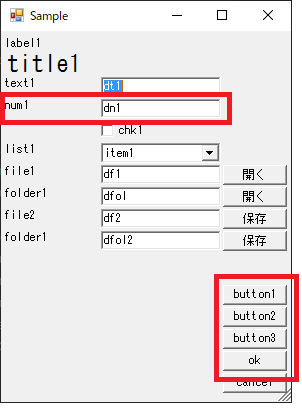 Sample
label1
title1
text1 dt1
num1 dn1
chk1
list1 item1
file1 df1 開く
folder1 dfol 開く
file2 df2 保存
folder1 dfol2 保存
button1
button2
button3
ok
cancel